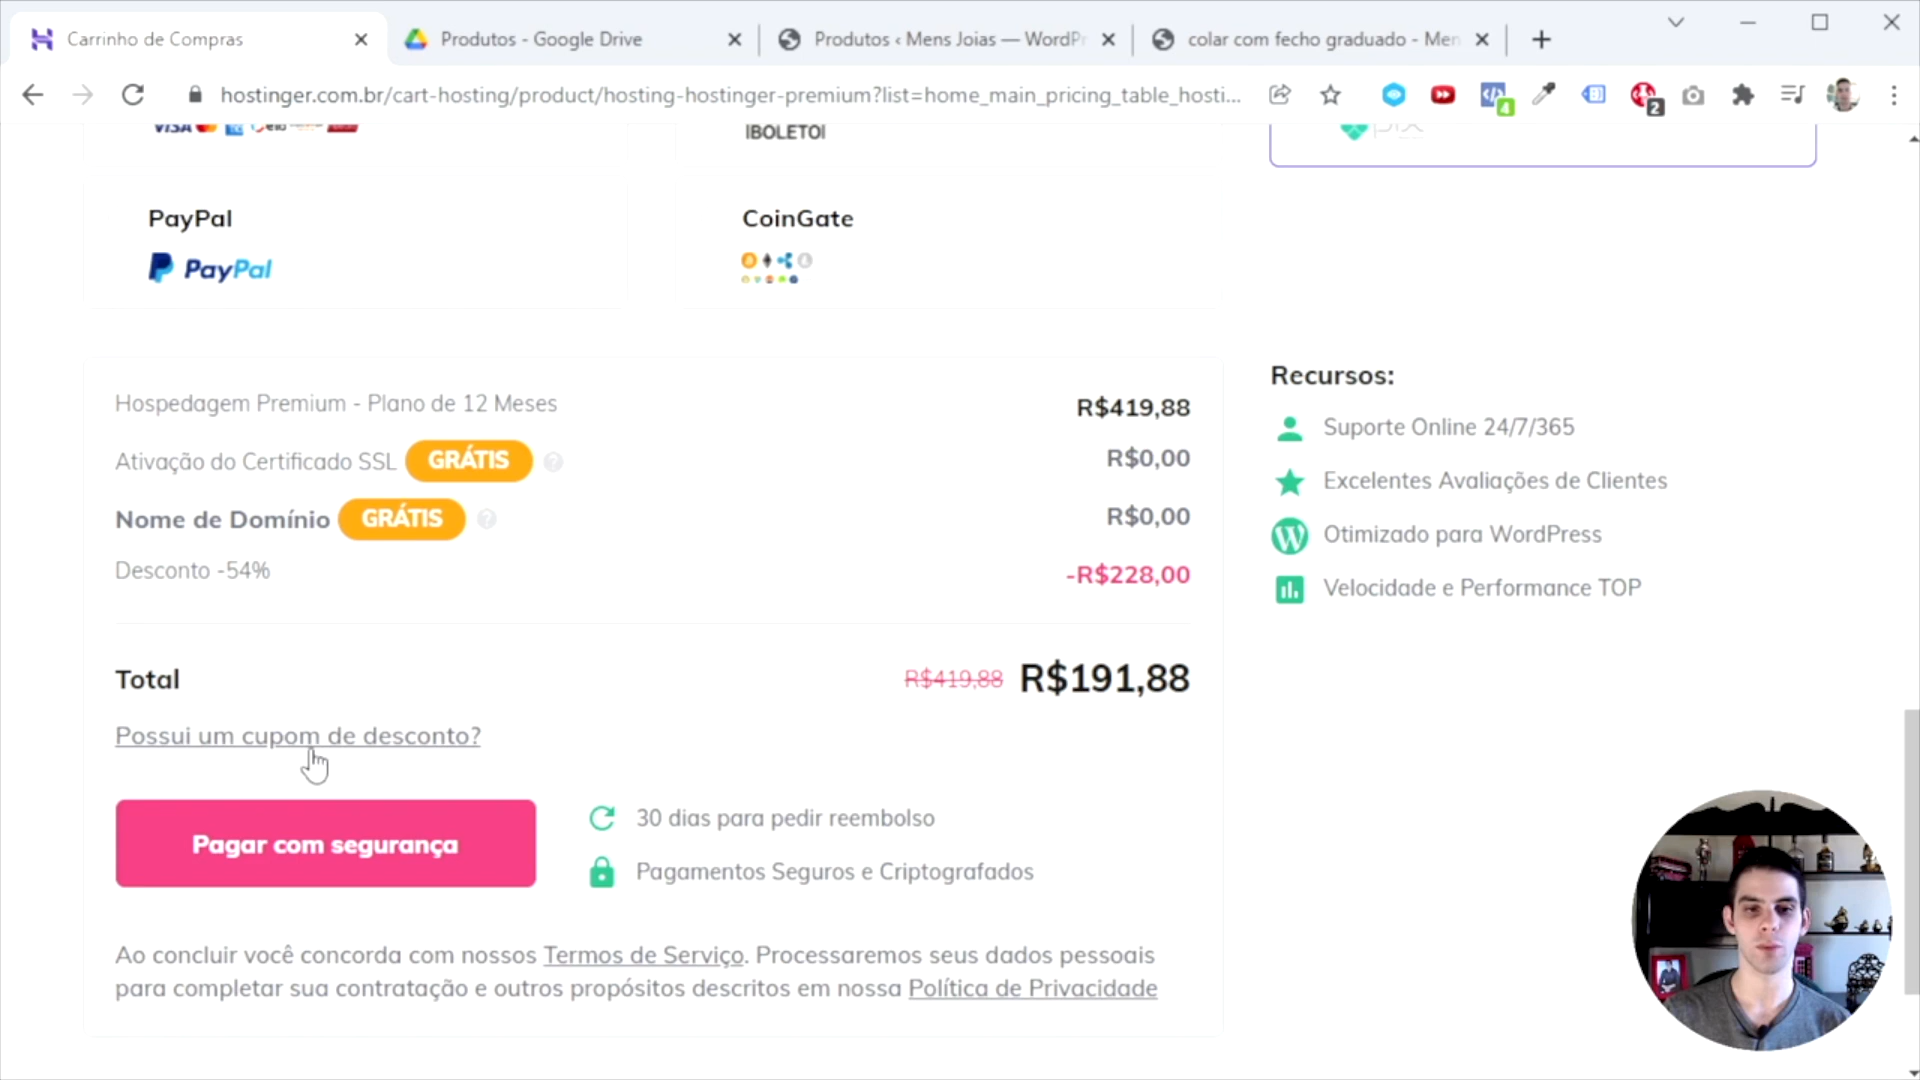 Carrinho de Compras
Produtos - Google Drive
Produtos ‹ Mens Joias — WordPr
colar com fecho graduado - Men
hostinger.com.br/cart-hosting/product/hosting-hostinger-premium?list=home_main_pricing_table_hosti...
4
2
VISA
elo
|BOLETO|
pix
PayPal
CoinGate
PayPal
Hospedagem Premium - Plano de 12 Meses
R$419,88
Ativação do Certificado SSL GRÁTIS ?
R$0,00
Nome de Domínio GRÁTIS ?
R$0,00
Desconto -54%
-R$228,00
Total
R$419,88 R$191,88
Possui um cupom de desconto?
Pagar com segurança
30 dias para pedir reembolso
Pagamentos Seguros e Criptografados
Ao concluir você concorda com nossos Termos de Serviço. Processaremos seus dados pessoais
para completar sua contratação e outros propósitos descritos em nossa Política de Privacidade
Recursos:
Suporte Online 24/7/365
Excelentes Avaliações de Clientes
Otimizado para WordPress
Velocidade e Performance TOP